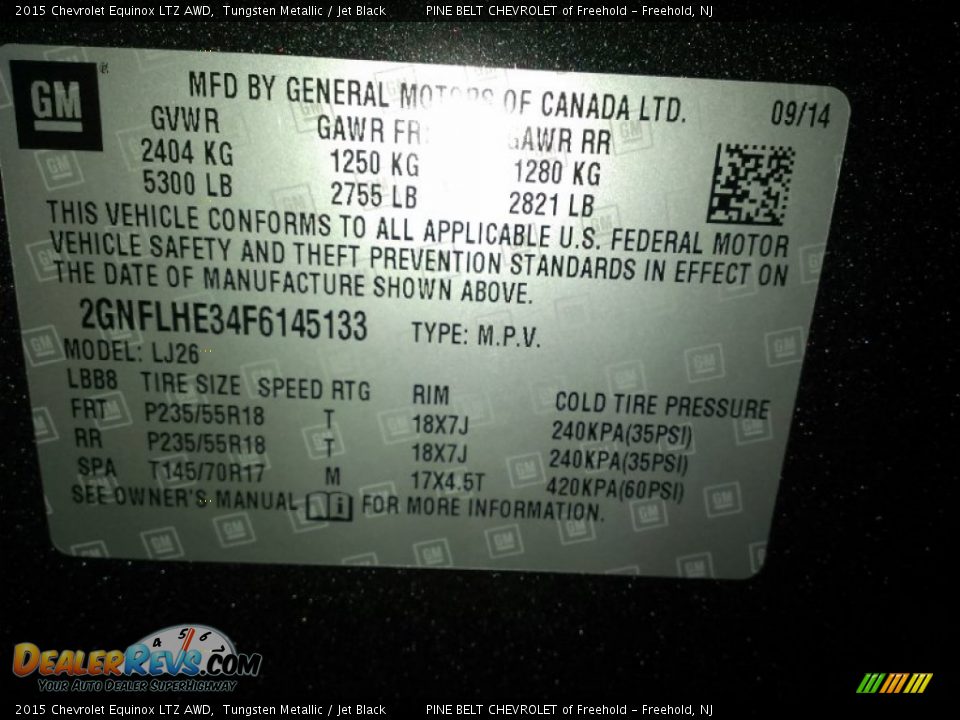 2015 Chevrolet Equinox LTZ AWD, Tungsten Metallic / Jet Black PINE BELT CHEVROLET of Freehold - Freehold, NJ
GM
MFD BY GENERAL MOTORS OF CANADA LTD. 09/14
GVWR GAWR FR: GAWR RR
2404 KG 1250 KG 1280 KG
5300 LB 2755 LB 2821 LB
THIS VEHICLE CONFORMS TO ALL APPLICABLE U.S. FEDERAL MOTOR
VEHICLE SAFETY AND THEFT PREVENTION STANDARDS IN EFFECT ON
THE DATE OF MANUFACTURE SHOWN ABOVE.
2GNFLHE34F6145133 TYPE: M.P.V.
MODEL: LJ26
LBB8 TIRE SIZE SPEED RTG RIM COLD TIRE PRESSURE
FRT P235/55R18 T 18X7J 240KPA(35PSI)
RR P235/55R18 T 18X7J 240KPA(35PSI)
SPA T145/70R17 M 17X4.5T 420KPA(60PSI)
SEE OWNER'S MANUAL i FOR MORE INFORMATION.
4 5 6
DEALERREVS.COM
YOUR AUTO DEALER SUPERHIGHWAY
2015 Chevrolet Equinox LTZ AWD, Tungsten Metallic / Jet Black PINE BELT CHEVROLET of Freehold - Freehold, NJ